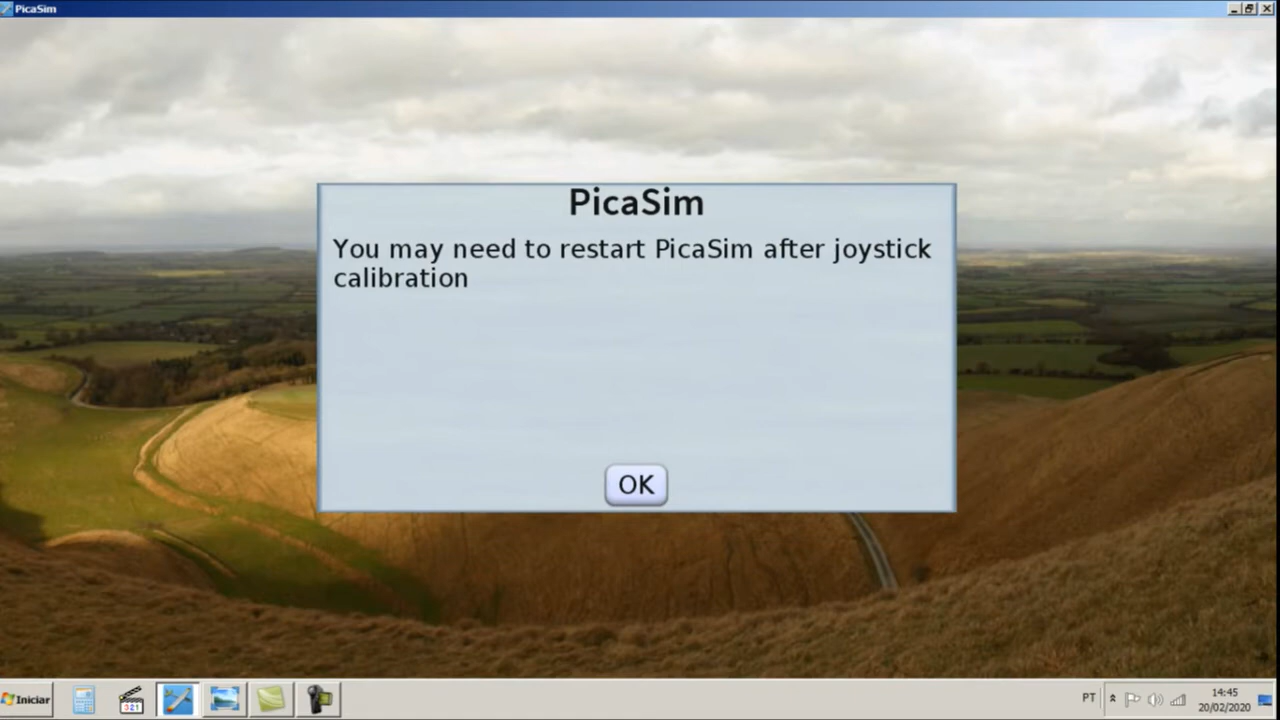 PicaSim
PicaSim
You may need to restart PicaSim after joystick
calibration
OK
Iniciar
321
PT
14:45
20/02/2020